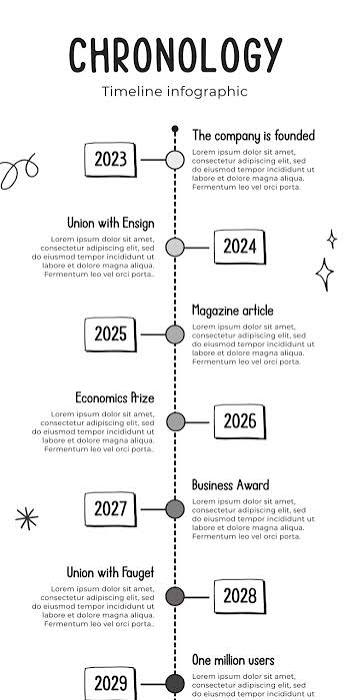 CHRONOLOGY
Timeline infographic
The company is founded
2023
Lorem ipsum dolor sit amet,
consectetur adipiscing elit, sed
do eiusmod tempor incididunt ut
labore et dolore magna aliqua.
Fermentum leo vel orci porta.
Union with Ensign
2024
Lorem ipsum dolor sit amet,
consectetur adipiscing elit, sed
do eiusmod tempor incididunt ut
labore et dolore magna aliqua.
Fermentum leo vel orci porta.
Magazine article
2025
Lorem ipsum dolor sit amet,
consectetur adipiscing elit, sed
do eiusmod tempor incididunt ut
labore et dolore magna aliqua.
Fermentum leo vel orci porta.
Economics Prize
2026
Lorem ipsum dolor sit amet,
consectetur adipiscing elit, sed
do eiusmod tempor incididunt ut
labore et dolore magna aliqua.
Fermentum leo vel orci porta.
Business Award
2027
Lorem ipsum dolor sit amet,
consectetur adipiscing elit, sed
do eiusmod tempor incididunt ut
labore et dolore magna aliqua.
Fermentum leo vel orci porta.
Union with Fauget
2028
Lorem ipsum dolor sit amet,
consectetur adipiscing elit, sed
do eiusmod tempor incididunt ut
labore et dolore magna aliqua.
Fermentum leo vel orci porta.
One million users
2029
Lorem ipsum dolor sit amet,
consectetur adipiscing elit, sed
do eiusmod tempor incididunt ut